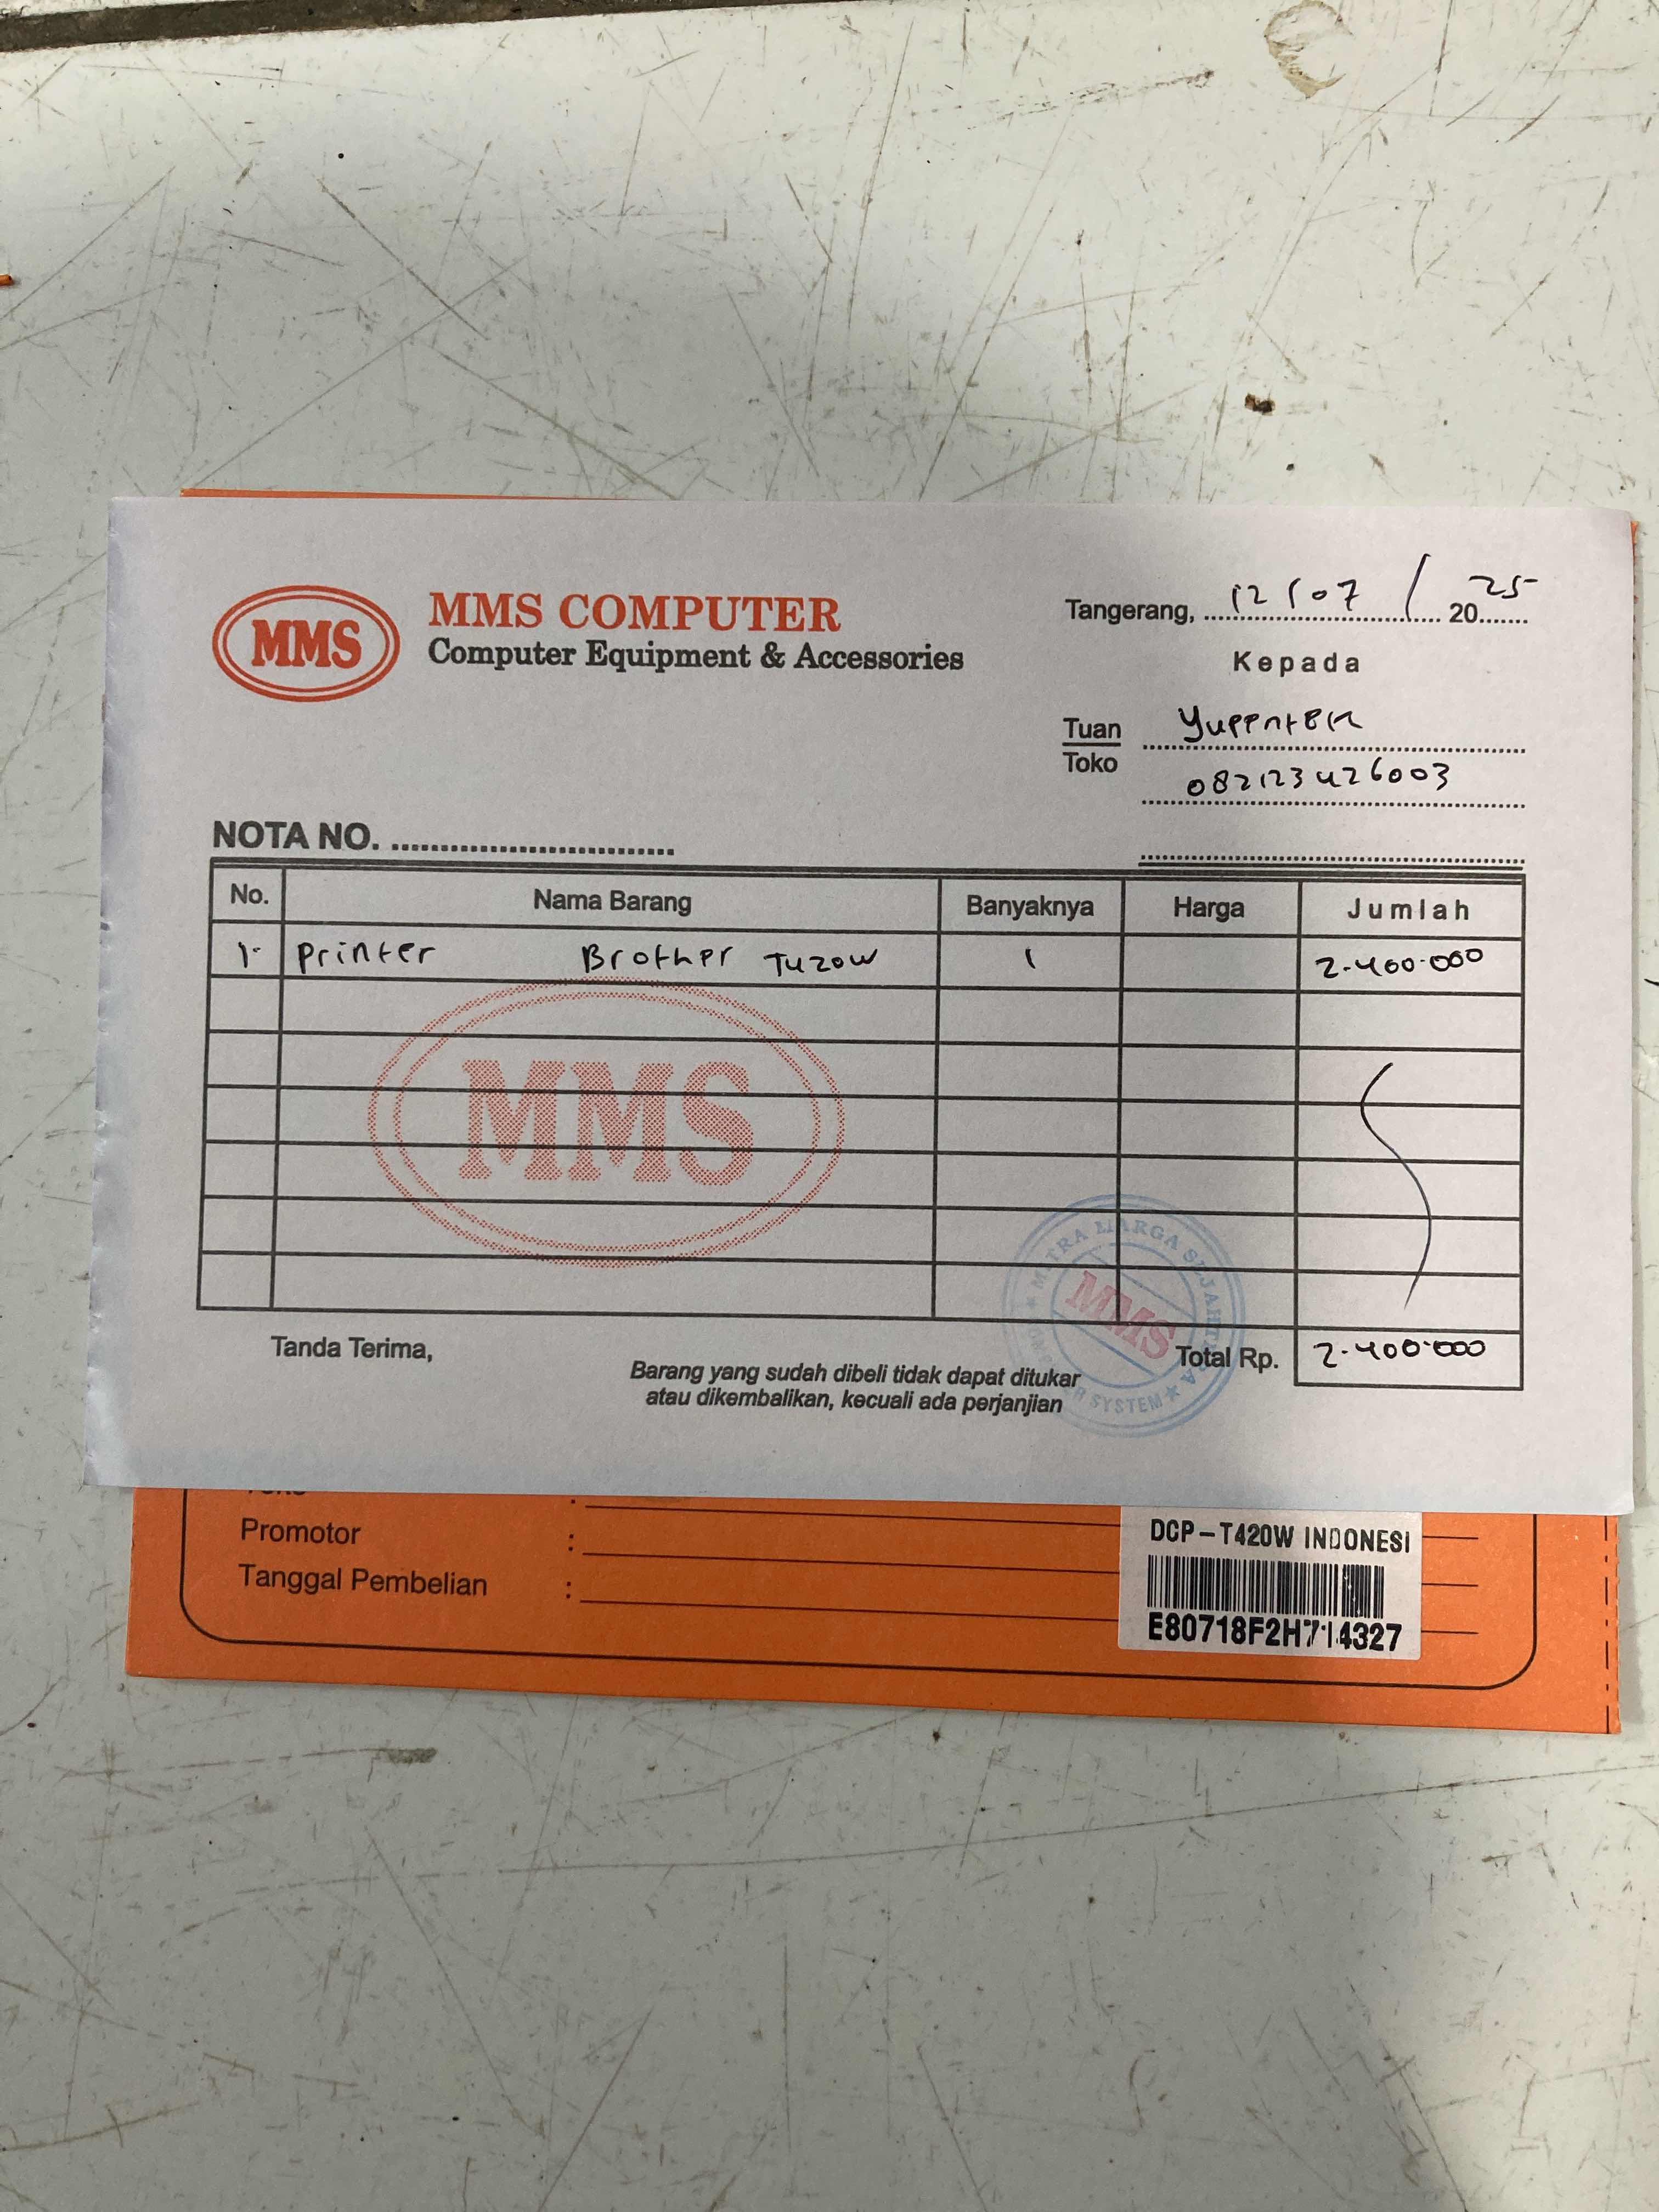 MMS
MMS COMPUTER
Computer Equipment & Accessories
Tangerang, 12/07 / 2025
Kepada
Tuan
Toko
082123426003
NOTA NO.
No. Nama Barang Banyaknya Harga Jumlah
1. Printer Brother T420W 1 2.400.000
MMS
MITRA MARGA SEJAHTERA
MMS
SYSTEM
Tanda Terima,
Barang yang sudah dibeli tidak dapat ditukar
atau dikembalikan, kecuali ada perjanjian
Total Rp. 2.400.000
Promotor :
Tanggal Pembelian :
DCP-T420W INDONESI
E80718F2H714327